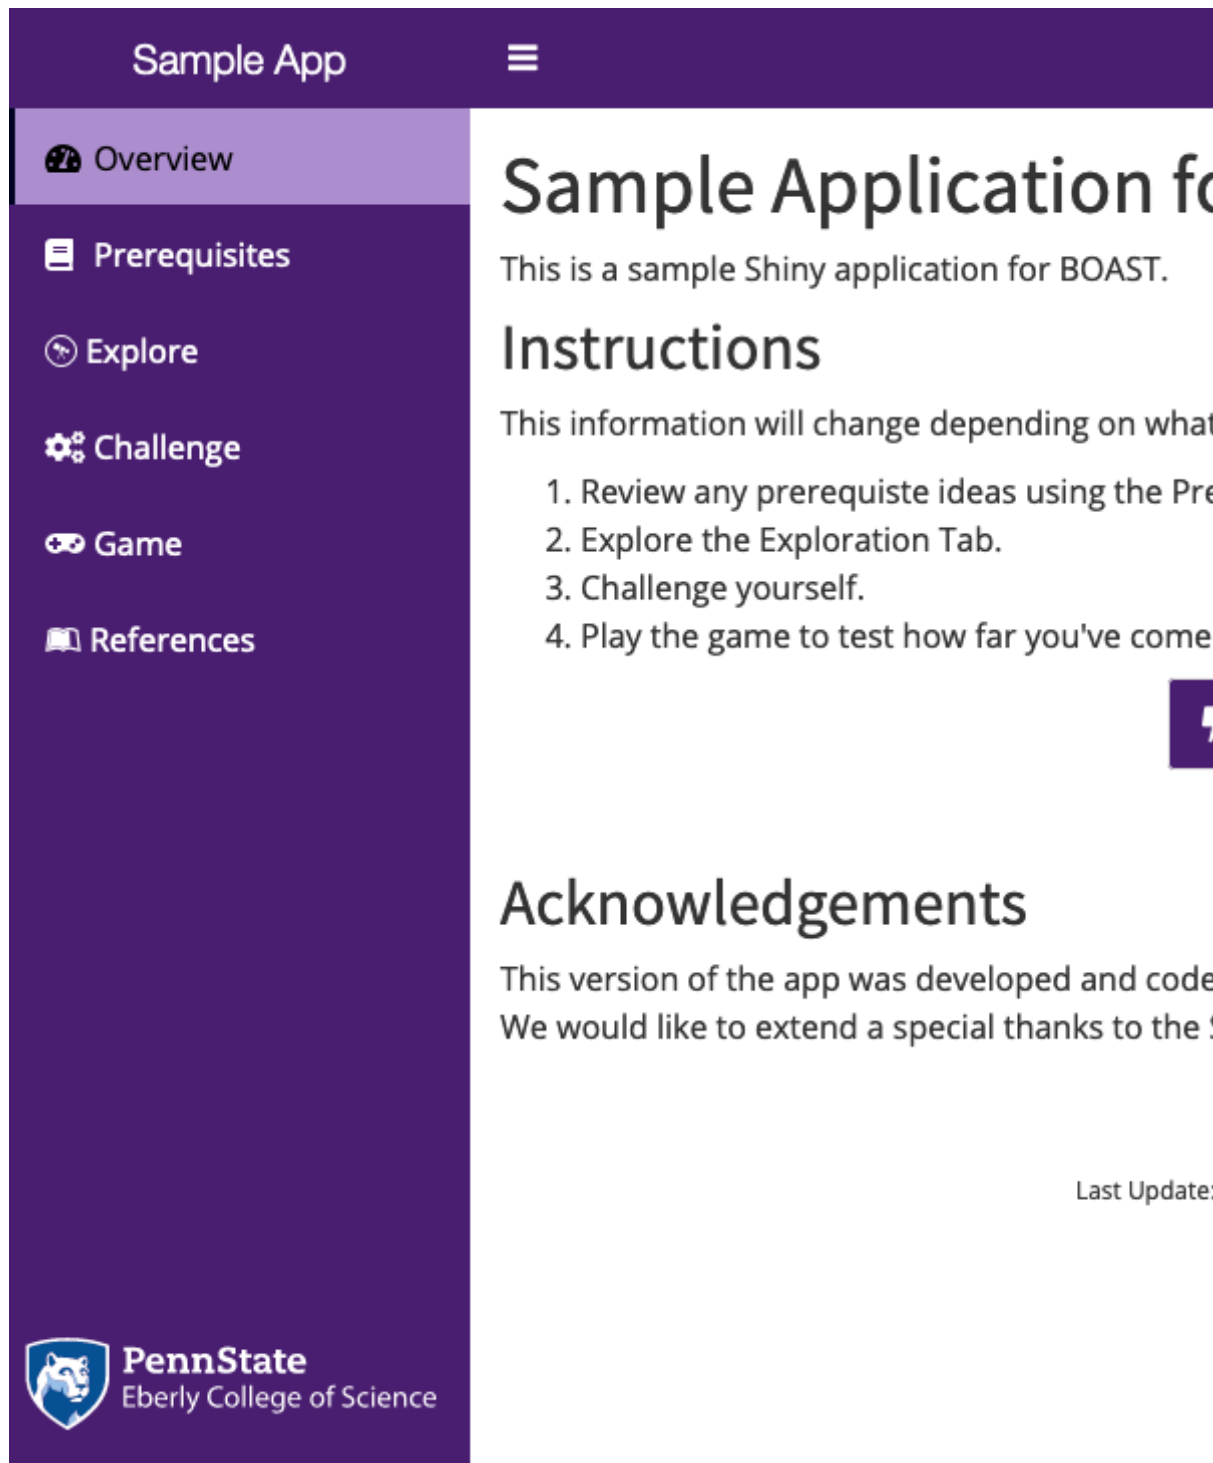 Sample App
Overview
Prerequisites
Explore
Challenge
Game
References
PennState
Eberly College of Science
Sample Application
This is a sample Shiny application for BOAST.
Instructions
This information will change depending on what
1. Review any prerequiste ideas using the
2. Explore the Exploration Tab.
3. Challenge yourself.
4. Play the game to test how far you've come
Acknowledgements
This version of the app was developed and
We would like to extend a special thanks to the
Last Update: